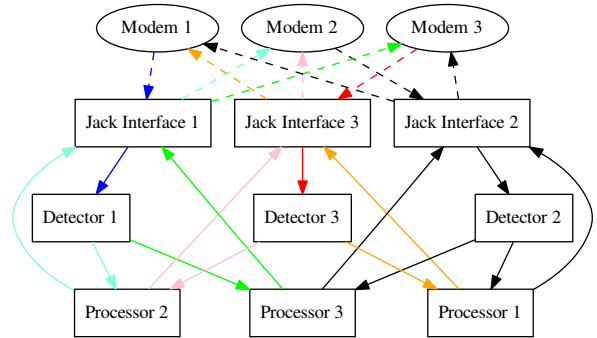 Modem 1
Modem 2
Modem 3
Jack Interface 1
Jack Interface 3
Jack Interface 2
Detector 1
Detector 3
Detector 2
Processor 2
Processor 3
Processor 1